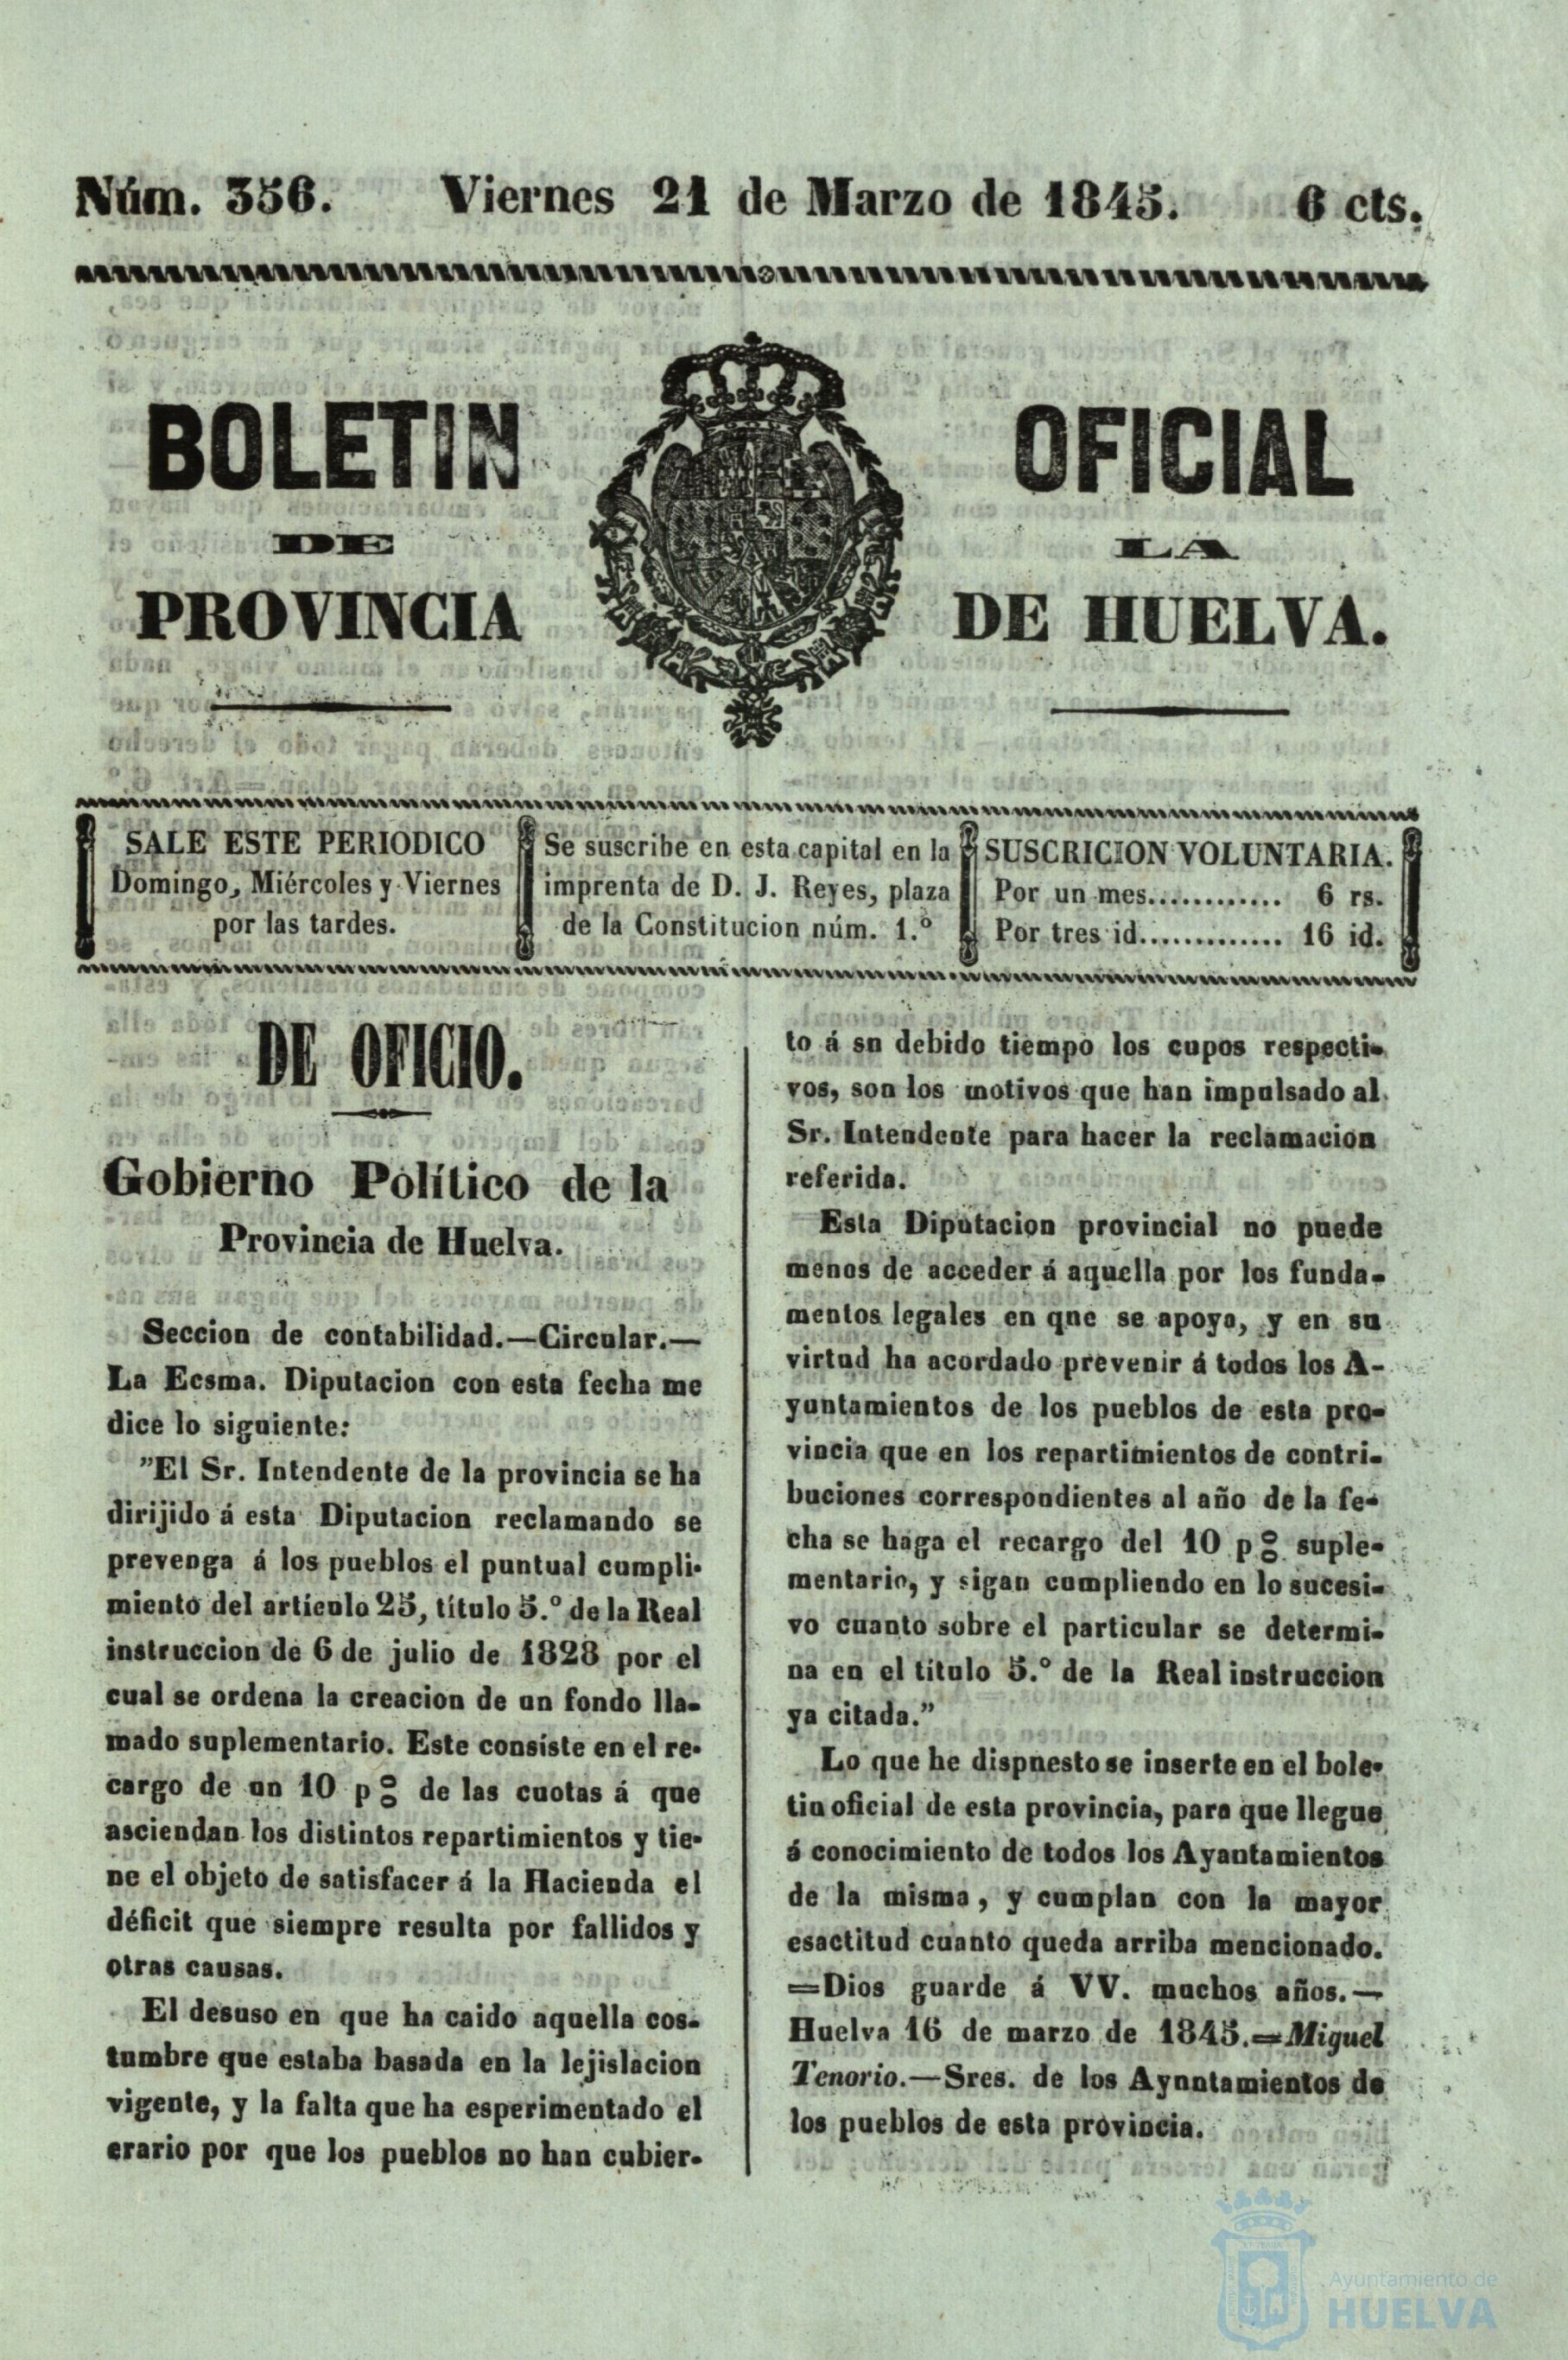 Núm. 356. Viernes 21 de Marzo de 1845. 6 cts.
BOLETIN OFICIAL
DE LA
PROVINCIA DE HUELVA.
SALE ESTE PERIODICO
Domingo, Miércoles y Viernes
por las tardes.
Se suscribe en esta capital en la
imprenta de D. J. Reyes, plaza
de la Constitucion núm. 1.º
SUSCRICION VOLUNTARIA.
Por un mes............ 6 rs.
Por tres id............. 16 id.
DE OFICIO.
Gobierno Político de la
Provincia de Huelva.
Seccion de contabilidad.—Circular.—
La Ecsma. Diputacion con esta fecha me
dice lo siguiente:
”El Sr. Intendente de la provincia se ha
dirijido á esta Diputacion reclamando se
prevenga á los pueblos el puntual cumpli-
miento del artículo 25, título 5.º de la Real
instruccion de 6 de julio de 1828 por el
cual se ordena la creacion de un fondo lla-
mado suplementario. Este consiste en el re-
cargo de un 10 p% de las cuotas á que
asciendan los distintos repartimientos y tie-
ne el objeto de satisfacer á la Hacienda el
déficit que siempre resulta por fallidos y
otras causas.
El desuso en que ha caido aquella cos-
tumbre que estaba basada en la lejislacion
vigente, y la falta que ha esperimentado el
erario por que los pueblos no han cubier-
to á sn debido tiempo los cupos respecti-
vos, son los motivos que han impulsado al
Sr. Intendente para hacer la reclamacion
referida.
Esta Diputacion provincial no puede
menos de acceder á aquella por los funda-
mentos legales en qne se apoya, y en su
virtud ha acordado prevenir á todos los A-
yuntamientos de los pueblos de esta pro-
vincia que en los repartimientos de contri-
buciones correspondientes al año de la fe-
cha se haga el recargo del 10 p% suple-
mentario, y sigan cumpliendo en lo sucesi-
vo cuanto sobre el particular se determi-
na en el título 5.º de la Real instruccion
ya citada.”
Lo que he dispnesto se inserte en el bole-
tin oficial de esta provincia, para que llegue
á conocimiento de todos los Ayuntamientos
de la misma, y cumplan con la mayor
esactitud cuanto queda arriba mencionado.
=Dios guarde á VV. muchos años.—
Huelva 16 de marzo de 1845.=Miguel
Tenorio.—Sres. de los Aynntamientos de
los pueblos de esta provincia.
Ayuntamiento de
HUELVA